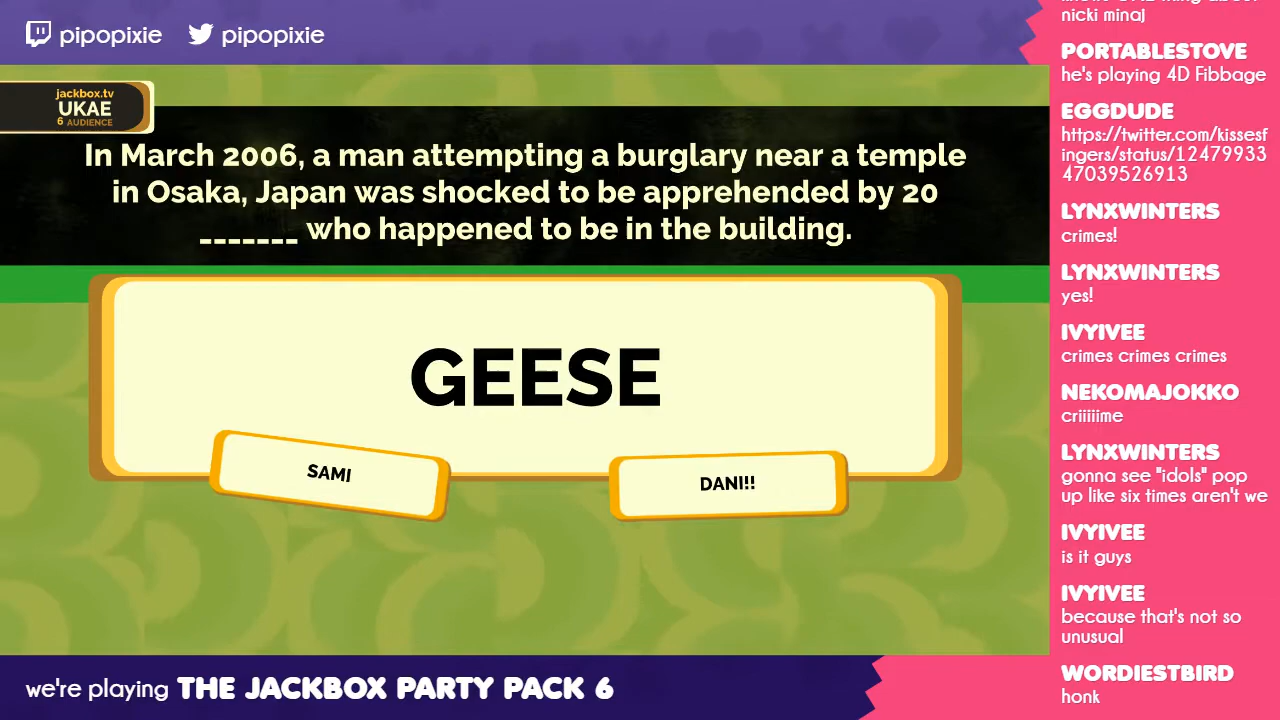 pipopixie pipopixie
jackbox.tv
UKAE
6 AUDIENCE
In March 2006, a man attempting a burglary near a temple
in Osaka, Japan was shocked to be apprehended by 20
_______ who happened to be in the building.
GEESE
SAMI
DANI!!
we're playing THE JACKBOX PARTY PACK 6
nicki minaj
PORTABLESTOVE
he's playing 4D Fibbage
EGGDUDE
https://twitter.com/kissesf
ingers/status/12479933
47039526913
LYNXWINTERS
crimes!
LYNXWINTERS
yes!
IVYIVEE
crimes crimes crimes
NEKOMAJOKKO
criiiiime
LYNXWINTERS
gonna see "idols" pop
up like six times aren't we
IVYIVEE
is it guys
IVYIVEE
because that's not so
unusual
WORDIESTBIRD
honk